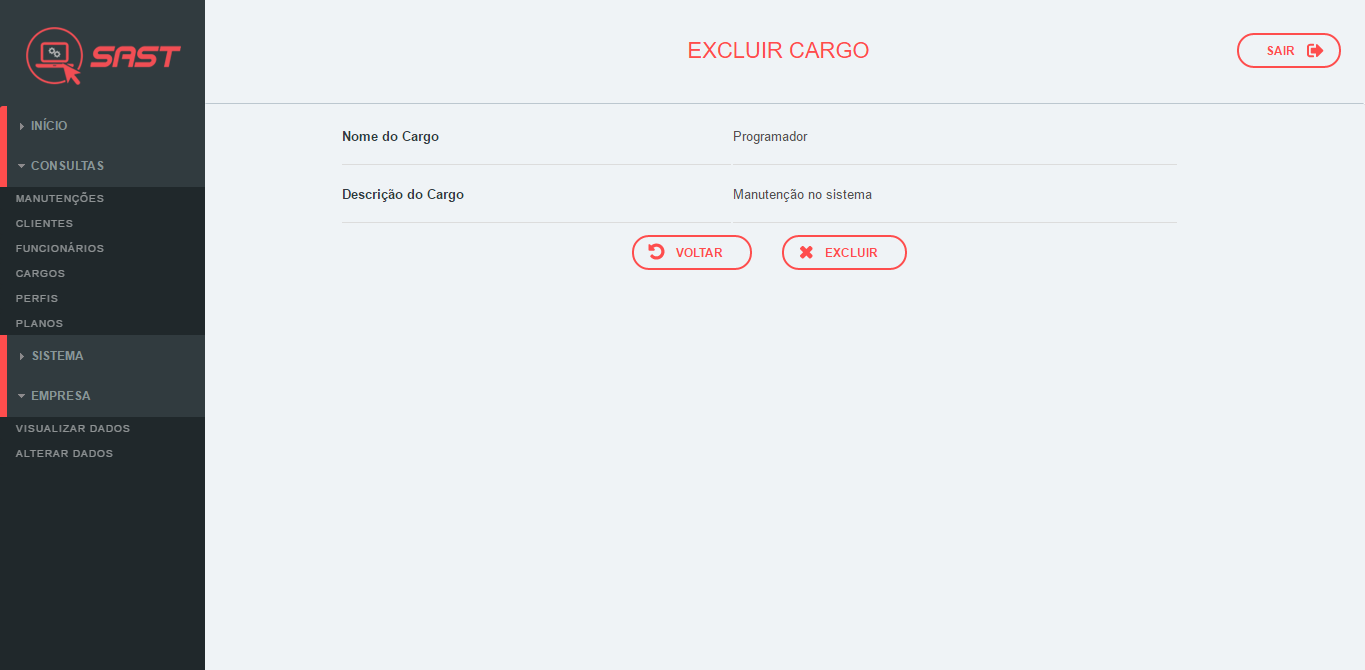 SAST
EXCLUIR CARGO
SAIR
INÍCIO
CONSULTAS
MANUTENÇÕES
CLIENTES
FUNCIONÁRIOS
CARGOS
PERFIS
PLANOS
SISTEMA
EMPRESA
VISUALIZAR DADOS
ALTERAR DADOS
Nome do Cargo Programador
Descrição do Cargo Manutenção no sistema
VOLTAR EXCLUIR